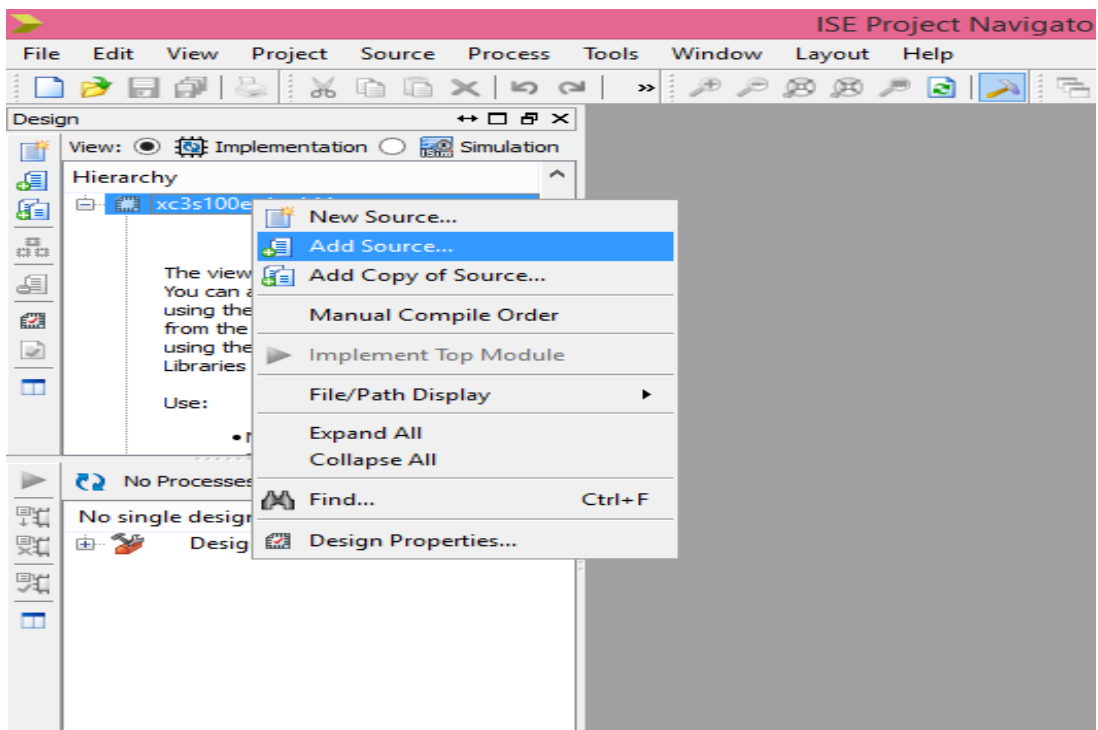 ISE Project Navigato
File Edit View Project Source Process Tools Window Layout Help
»
Design
View: Implementation Simulation
Hierarchy
xc3s100e
The view
You can a
using the
from the
using the
Libraries
Use:
New Source...
Add Source...
Add Copy of Source...
Manual Compile Order
Implement Top Module
File/Path Display
Expand All
Collapse All
Find... Ctrl+F
Design Properties...
No Processes
No single design
Desig